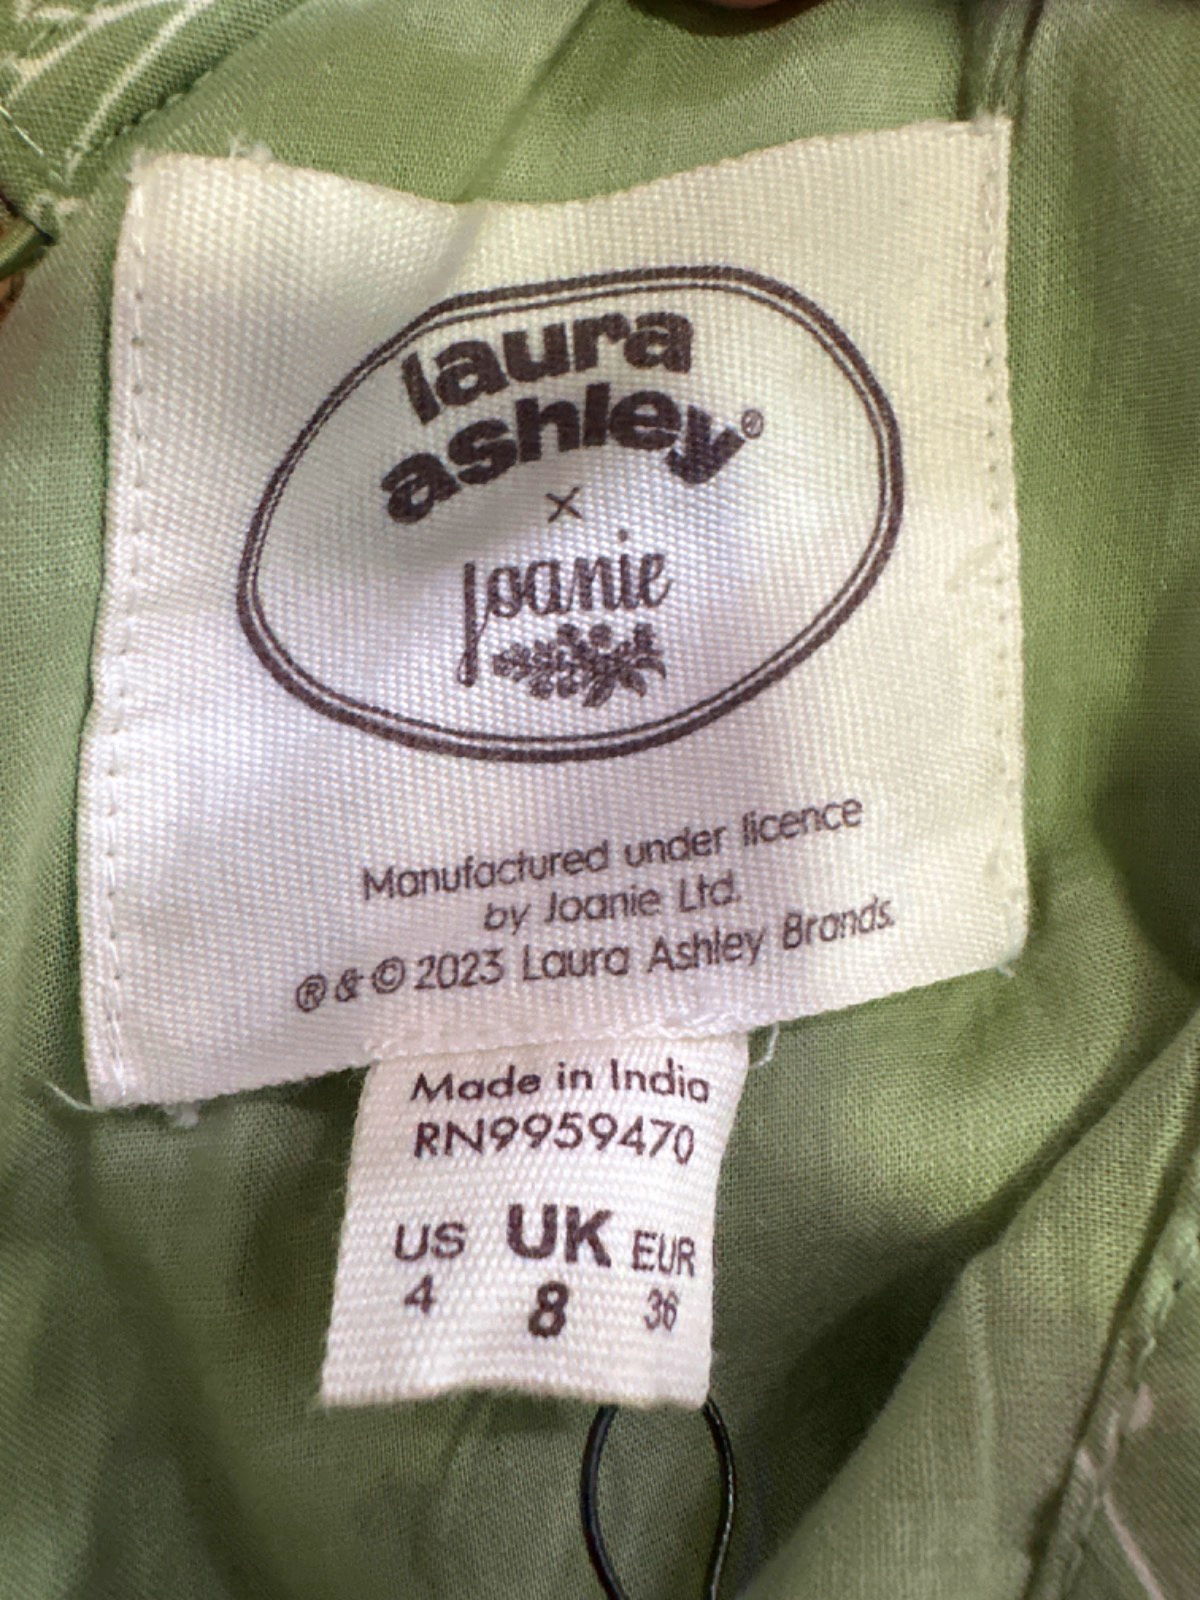 laura
ashley®
×
Joanie
Manufactured under licence
by Joanie Ltd.
® & © 2023 Laura Ashley Brands.
Made in India
RN9959470
US UK EUR
4 8 36